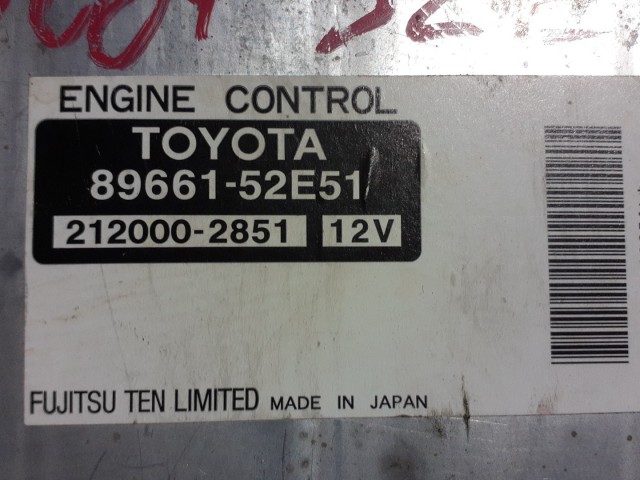 ENGINE CONTROL
TOYOTA
89661-52E51
212000-2851 12V
FUJITSU TEN LIMITED MADE IN JAPAN